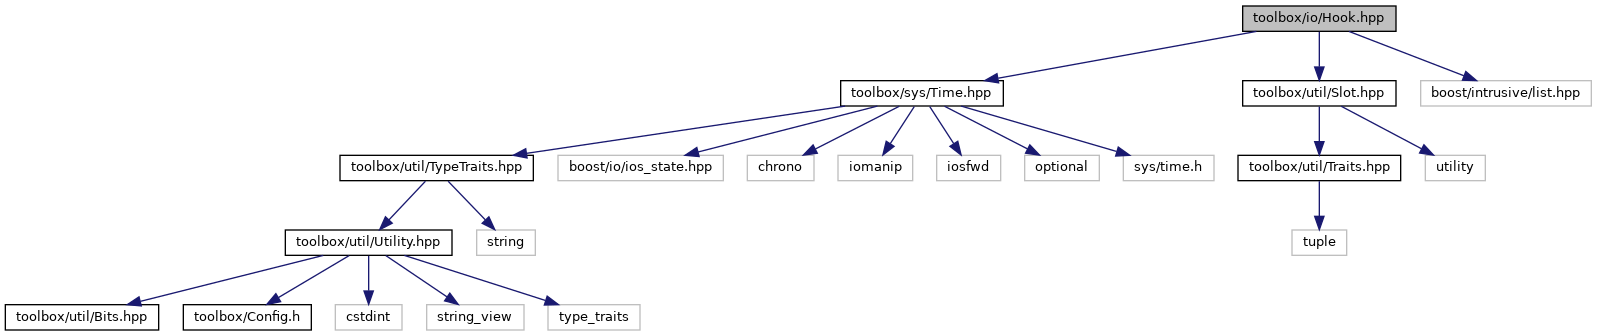 toolbox/io/Hook.hpp
toolbox/sys/Time.hpp
toolbox/util/Slot.hpp
boost/intrusive/list.hpp
toolbox/util/TypeTraits.hpp
boost/io/ios_state.hpp
chrono
iomanip
iosfwd
optional
sys/time.h
toolbox/util/Traits.hpp
utility
toolbox/util/Utility.hpp
string
tuple
toolbox/util/Bits.hpp
toolbox/Config.h
cstdint
string_view
type_traits